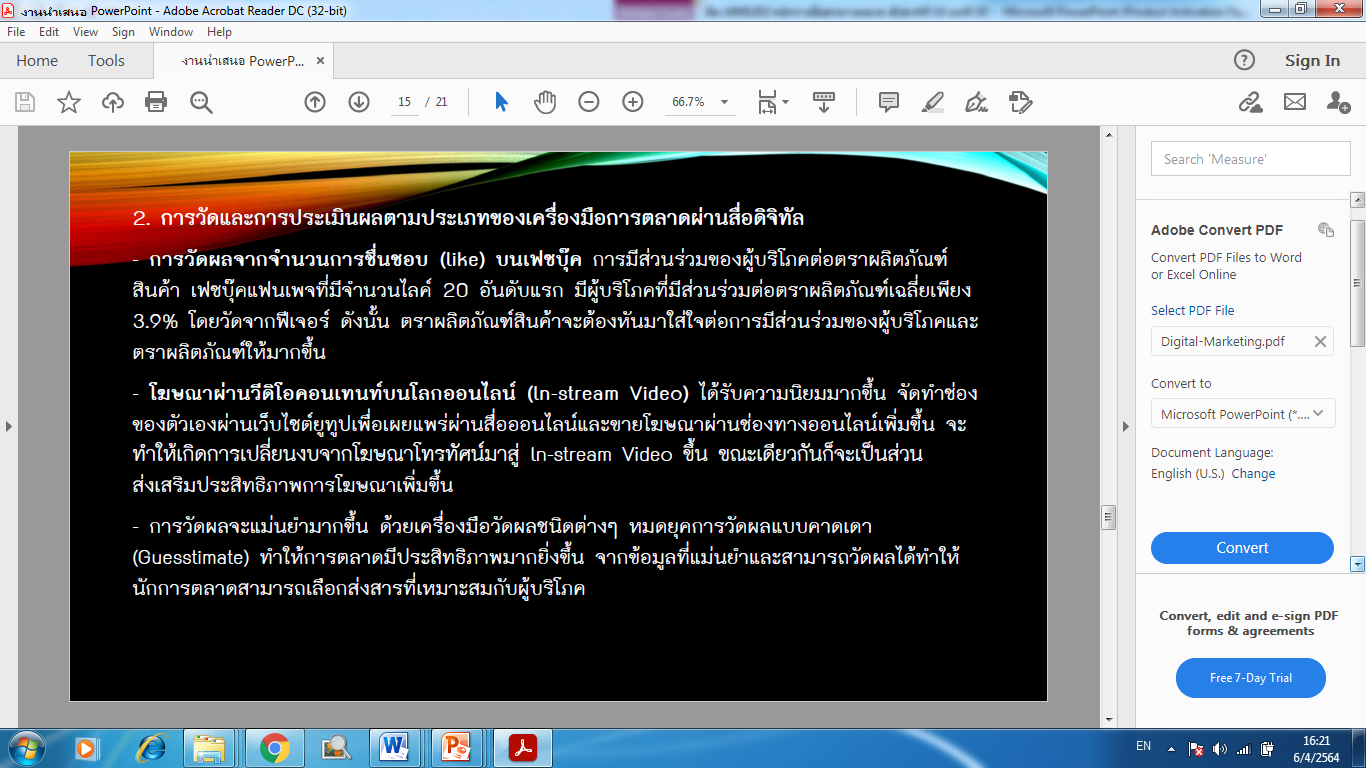 งานนำเสนอ PowerPoint - Adobe Acrobat Reader DC (32-bit)
File Edit View Sign Window Help
Home Tools งานนำเสนอ PowerP... × ? Sign In
15 / 21 66.7%
Search 'Measure'
2. การวัดและการประเมินผลตามประเภทของเครื่องมือการตลาดผ่านสื่อดิจิทัล
- การวัดผลจากจำนวนการชื่นชอบ (like) บนเฟซบุ๊ค การมีส่วนร่วมของผู้บริโภคต่อตราผลิตภัณฑ์
สินค้า เฟซบุ๊คแฟนเพจที่มีจำนวนไลค์ 20 อันดับแรก มีผู้บริโภคที่มีส่วนร่วมต่อตราผลิตภัณฑ์เฉลี่ยเพียง
3.9% โดยวัดจากฟีเจอร์ ดังนั้น ตราผลิตภัณฑ์สินค้าจะต้องหันมาใส่ใจต่อการมีส่วนร่วมของผู้บริโภคและ
ตราผลิตภัณฑ์ให้มากขึ้น
- โฆษณาผ่านวีดิโอคอนเทนท์บนโลกออนไลน์ (In-stream Video) ได้รับความนิยมมากขึ้น จัดทำช่อง
ของตัวเองผ่านเว็บไซต์ยูทูปเพื่อเผยแพร่ผ่านสื่อออนไลน์และขายโฆษณาผ่านช่องทางออนไลน์เพิ่มขึ้น จะ
ทำให้เกิดการเปลี่ยนงบจากโฆษณาโทรทัศน์มาสู่ In-stream Video ขึ้น ขณะเดียวกันก็จะเป็นส่วน
ส่งเสริมประสิทธิภาพการโฆษณาเพิ่มขึ้น
- การวัดผลจะแม่นยำมากขึ้น ด้วยเครื่องมือวัดผลชนิดต่างๆ หมดยุคการวัดผลแบบคาดเดา
(Guesstimate) ทำให้การตลาดมีประสิทธิภาพมากยิ่งขึ้น จากข้อมูลที่แม่นยำและสามารถวัดผลได้ทำให้
นักการตลาดสามารถเลือกส่งสารที่เหมาะสมกับผู้บริโภค
Adobe Convert PDF
Convert PDF Files to Word
or Excel Online
Select PDF File
Digital-Marketing.pdf
Convert to
Microsoft PowerPoint (*....
Document Language:
English (U.S.) Change
Convert
Convert, edit and e-sign PDF
forms & agreements
Free 7-Day Trial
EN
16:21
6/4/2564